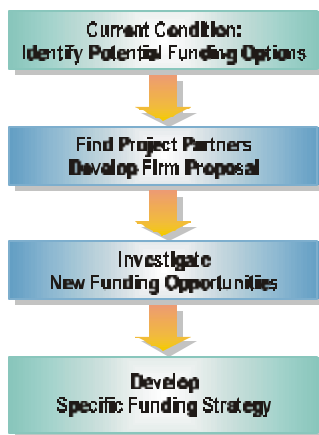 Current Condition:
Identify Potential Funding Options
Find Project Partners
Develop Firm Proposal
Investigate
New Funding Opportunities
Develop
Specific Funding Strategy